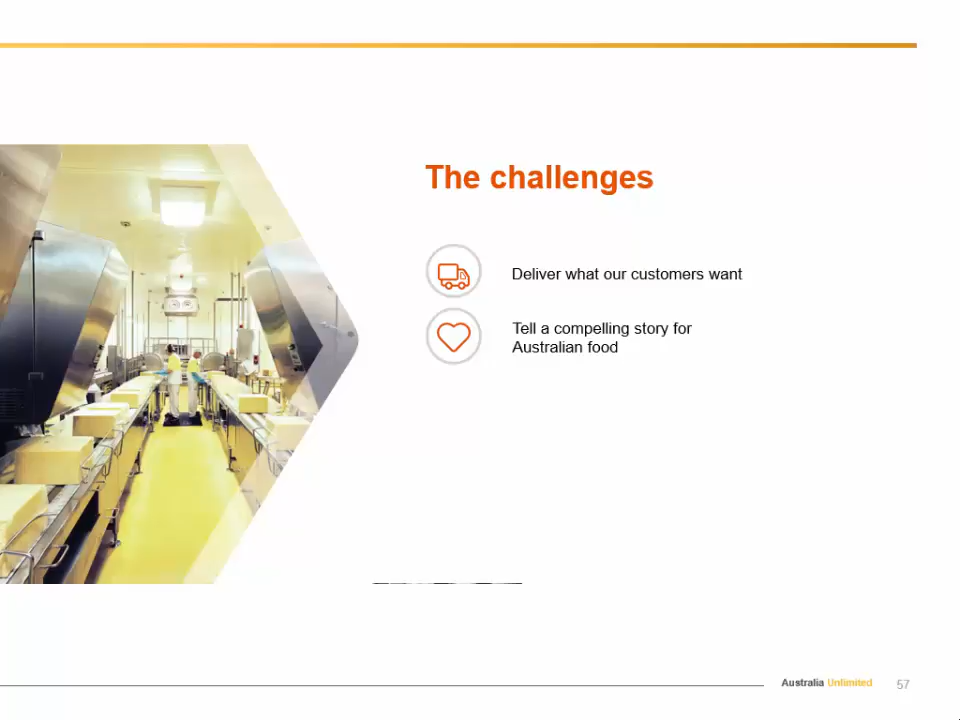 The challenges
Deliver what our customers want
Tell a compelling story for
Australian food
Australia Unlimited
57